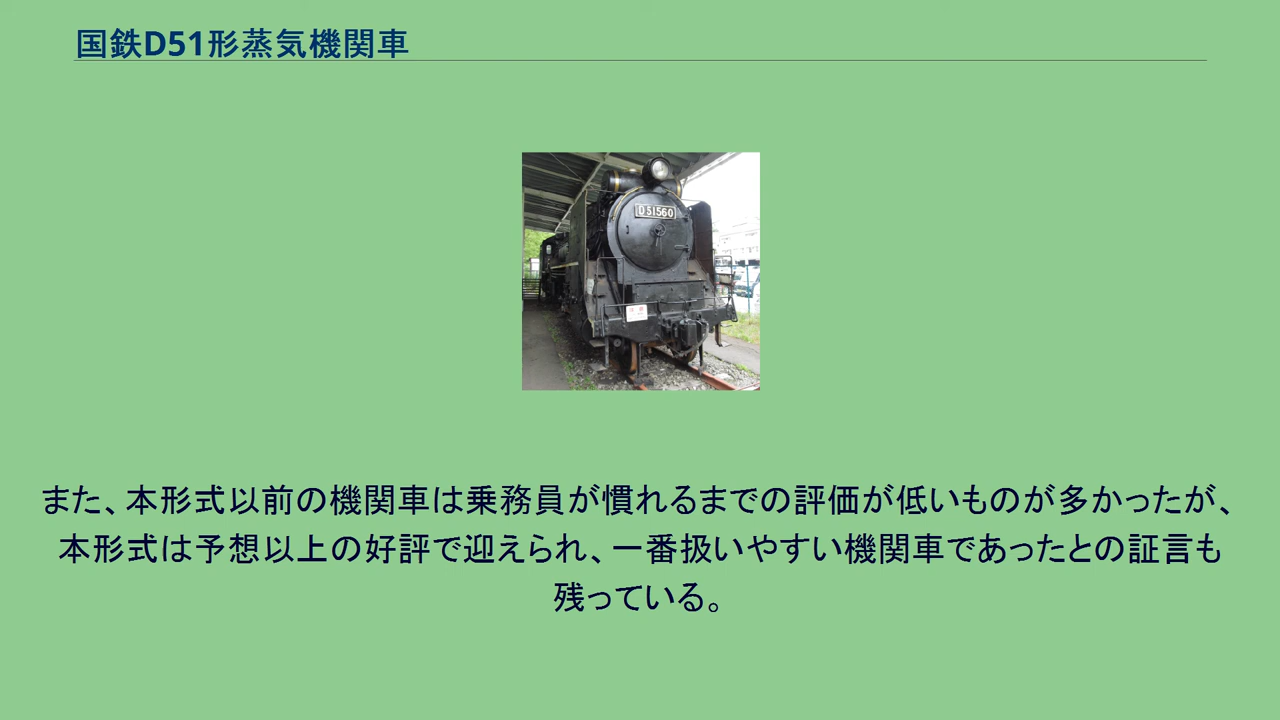 国鉄D51形蒸気機関車
D51560
また、本形式以前の機関車は乗務員が慣れるまでの評価が低いものが多かったが、
本形式は予想以上の好評で迎えられ、一番扱いやすい機関車であったとの証言も
残っている。